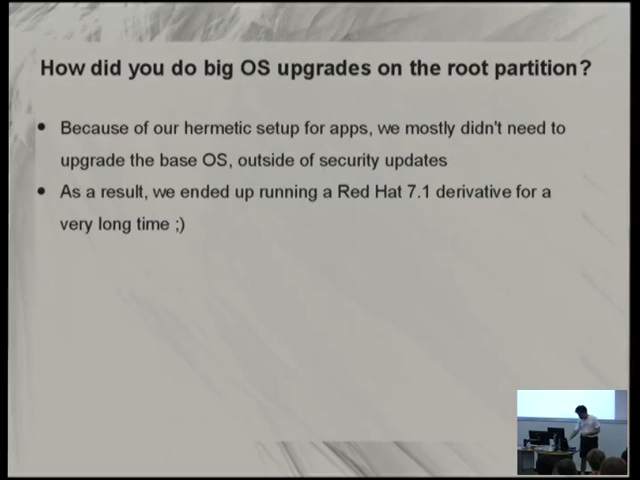 How did you do big OS upgrades on the root partition?
• Because of our hermetic setup for apps, we mostly didn't need to
upgrade the base OS, outside of security updates
• As a result, we ended up running a Red Hat 7.1 derivative for a
very long time ;)